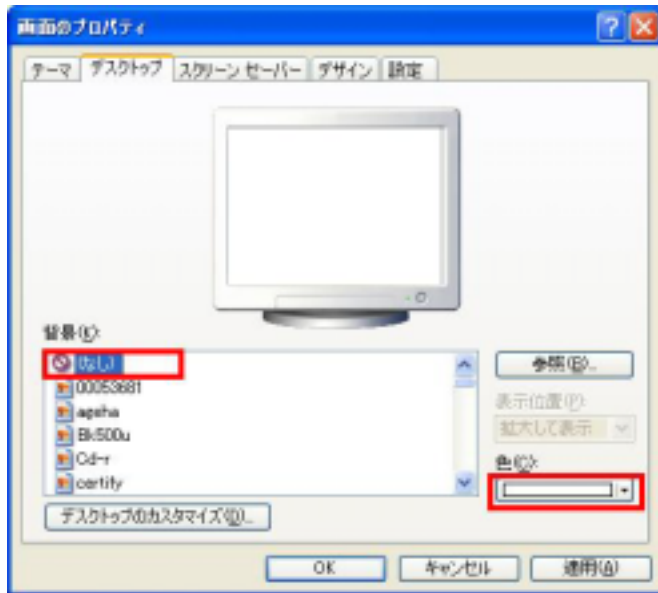 画面のプロパティ
テーマ デスクトップ スクリーン セーバー デザイン 設定
背景(K):
(なし)
00053681
ageha
Bk500u
Cd-r
certify
参照(B)...
表示位置(P):
拡大して表示
色(C):
デスクトップのカスタマイズ(D)...
OK キャンセル 適用(A)